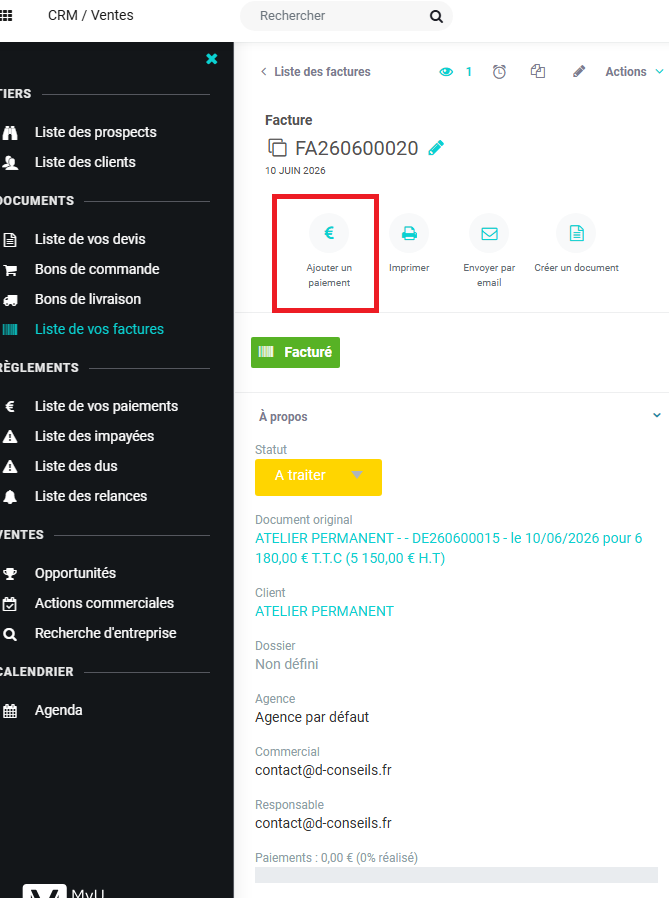 CRM / Ventes
Rechercher
TIERS
Liste des prospects
Liste des clients
DOCUMENTS
Liste de vos devis
Bons de commande
Bons de livraison
Liste de vos factures
RÈGLEMENTS
Liste de vos paiements
Liste des impayées
Liste des dus
Liste des relances
VENTES
Opportunités
Actions commerciales
Recherche d'entreprise
CALENDRIER
Agenda
MyU
Liste des factures
1
Actions
Facture
FA260600020
10 JUIN 2026
Ajouter un
paiement
Imprimer
Envoyer par
email
Créer un document
Facturé
À propos
Statut
A traiter
Document original
ATELIER PERMANENT - - DE260600015 - le 10/06/2026 pour 6
180,00 € T.T.C (5 150,00 € H.T)
Client
ATELIER PERMANENT
Dossier
Non défini
Agence
Agence par défaut
Commercial
contact@d-conseils.fr
Responsable
contact@d-conseils.fr
Paiements : 0,00 € (0% réalisé)